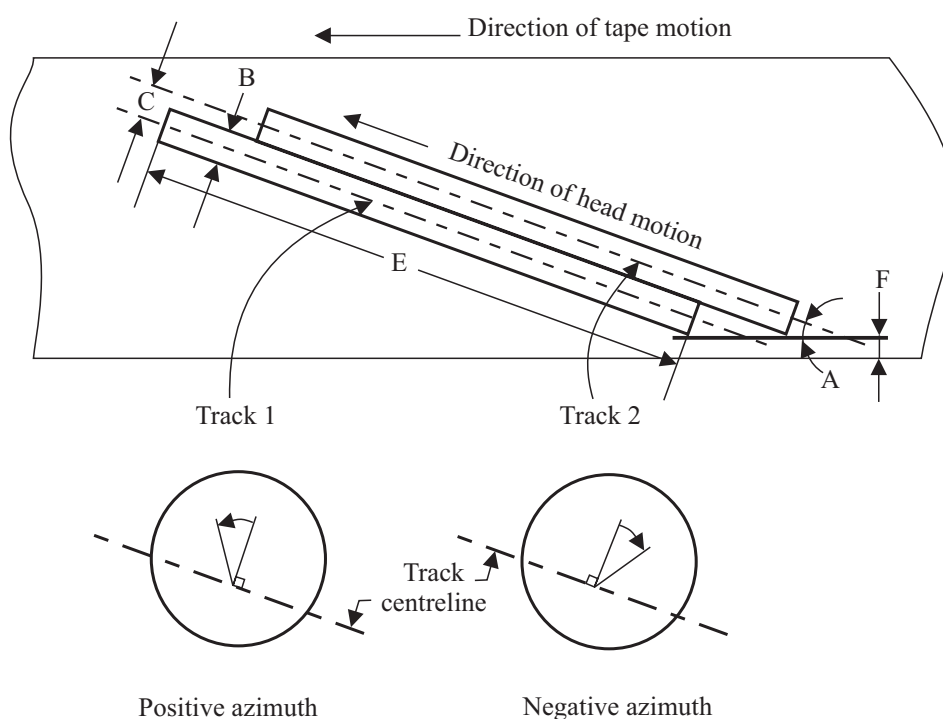 Direction of tape motion
B
C
Direction of head motion
E
F
A
Track 1
Track 2
Track
centreline
Positive azimuth
Negative azimuth